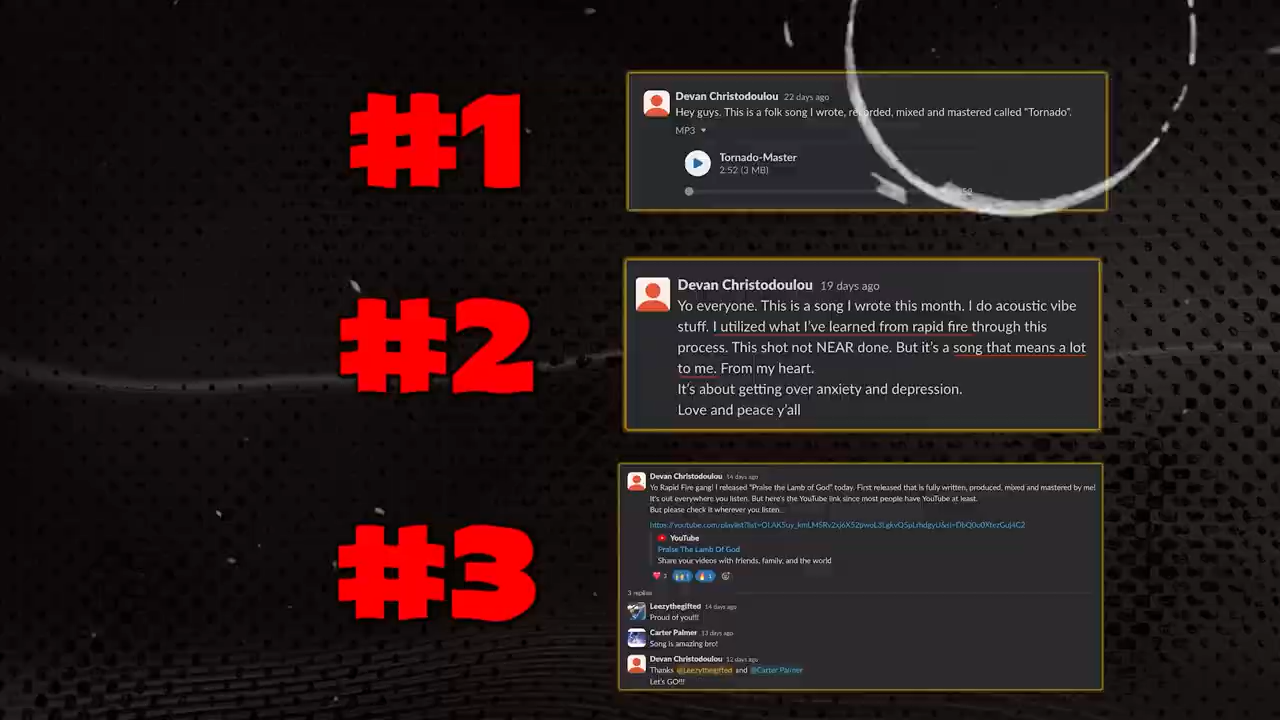 #1
Devan Christodoulou 22 days ago
Hey guys. This is a folk song I wrote, recorded, mixed and mastered called "Tornado".
MP3
Tornado-Master
2:52 (3 MB)
#2
Devan Christodoulou 19 days ago
Yo everyone. This is a song I wrote this month. I do acoustic vibe
stuff. I utilized what I've learned from rapid fire through this
process. This shot not NEAR done. But it's a song that means a lot
to me. From my heart.
It's about getting over anxiety and depression.
Love and peace y'all
#3
Devan Christodoulou 14 days ago
Yo Rapid Fire gang! I released "Praise the Lamb of God" today. First released that is fully written, produced, mixed and mastered by me!
It's out everywhere you listen. But here's the YouTube link since most people have YouTube at least.
But please check it wherever you listen.
YouTube
Praise The Lamb Of God
Share your videos with friends, family, and the world
3 replies
Leezythegifted 14 days ago
Proud of you!!!
Carter Palmer 13 days ago
Song is amazing bro!
Devan Christodoulou 12 days ago
Thanks @Leezythegifted and @Carter Palmer
Let's GO!!!